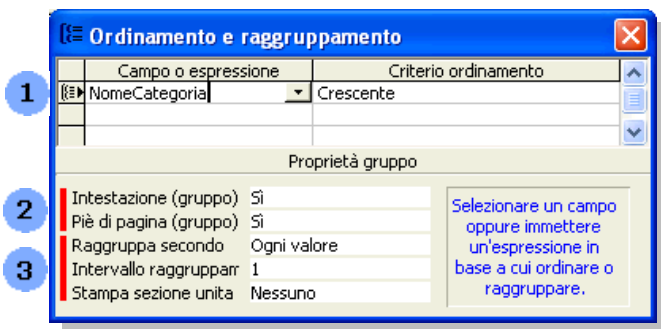 Ordinamento e raggruppamento
Campo o espressione Criterio ordinamento
1 NomeCategoria Crescente
Proprietà gruppo
2 Intestazione (gruppo) Sì
Piè di pagina (gruppo) Sì
3 Raggruppa secondo Ogni valore
Intervallo raggruppam 1
Stampa sezione unita Nessuno
Selezionare un campo
oppure immettere
un'espressione in
base a cui ordinare o
raggruppare.